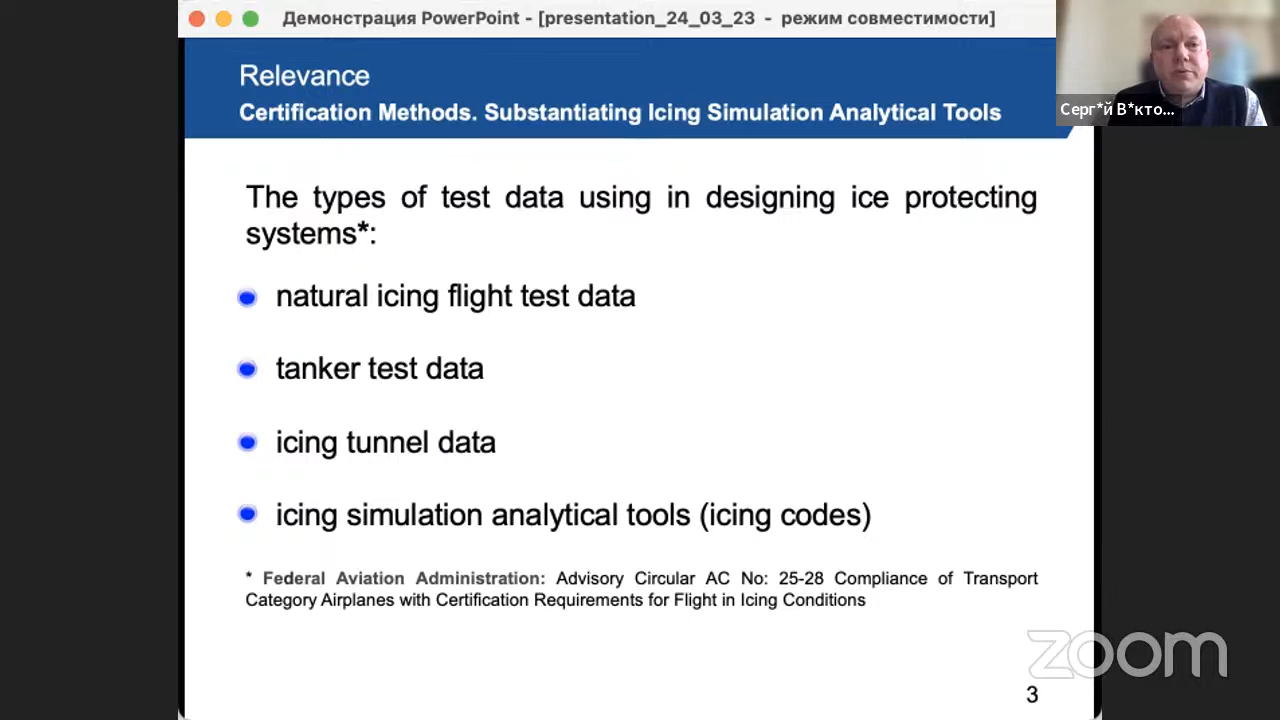 Демонстрация PowerPoint - [presentation_24_03_23 - режим совместимости]
Серг*й В*кто...
Relevance
Certification Methods. Substantiating Icing Simulation Analytical Tools
The types of test data using in designing ice protecting
systems*:
natural icing flight test data
tanker test data
icing tunnel data
icing simulation analytical tools (icing codes)
* Federal Aviation Administration: Advisory Circular AC No: 25-28 Compliance of Transport
Category Airplanes with Certification Requirements for Flight in Icing Conditions
zoom
3